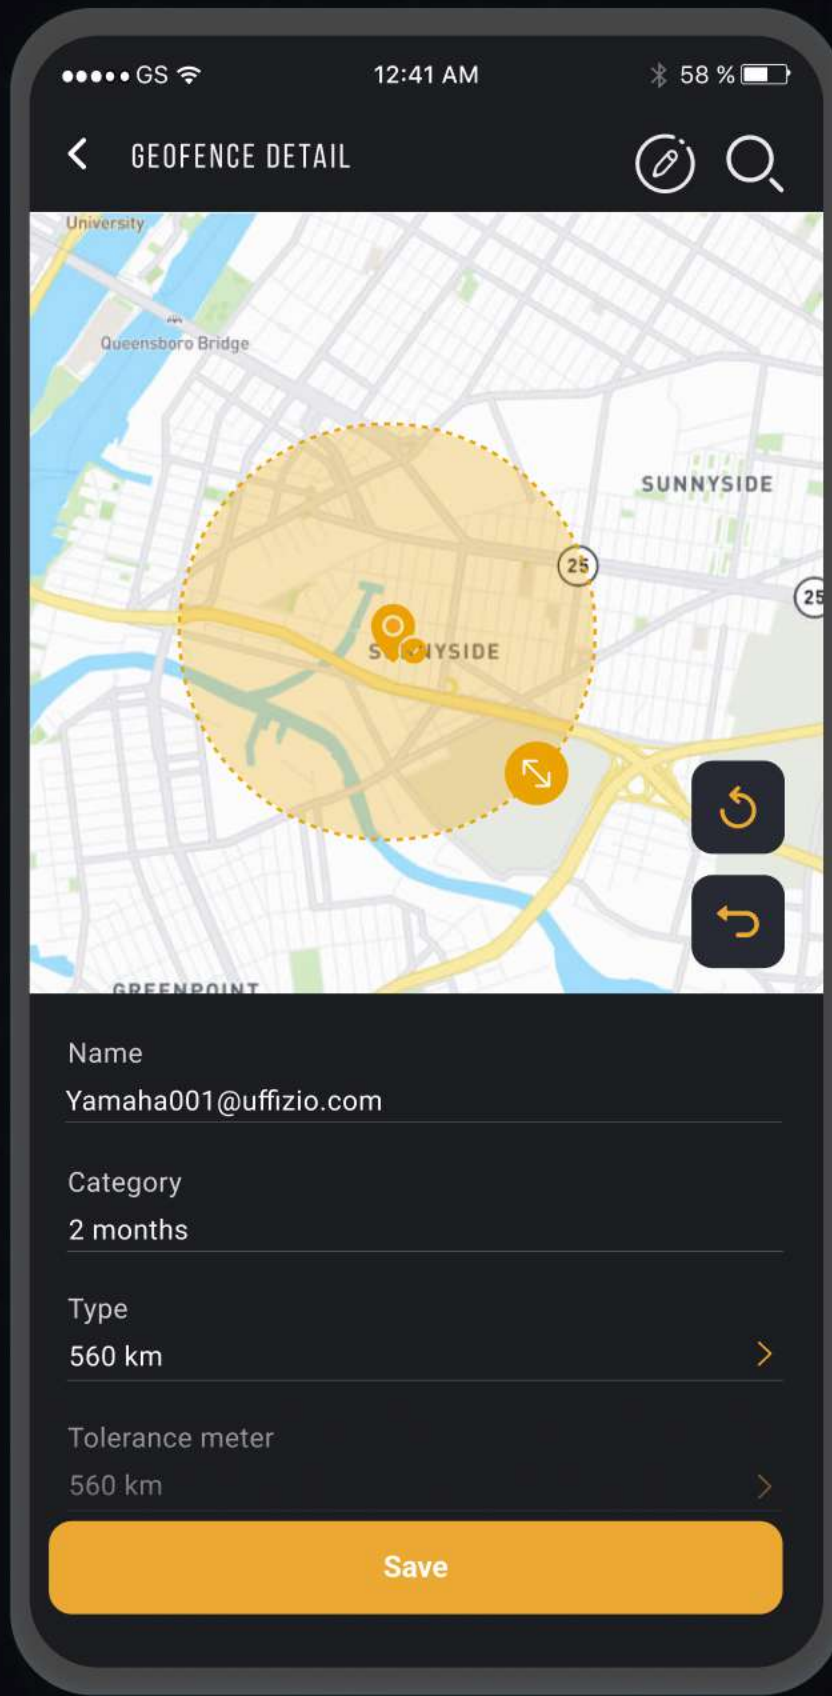 GS 12:41 AM 58 %
GEOFENCE DETAIL
University
Queensboro Bridge
SUNNYSIDE
25
25
SUNNYSIDE
GREENPOINT
Name
Yamaha001@uffizio.com
Category
2 months
Type
560 km
Tolerance meter
560 km
Save